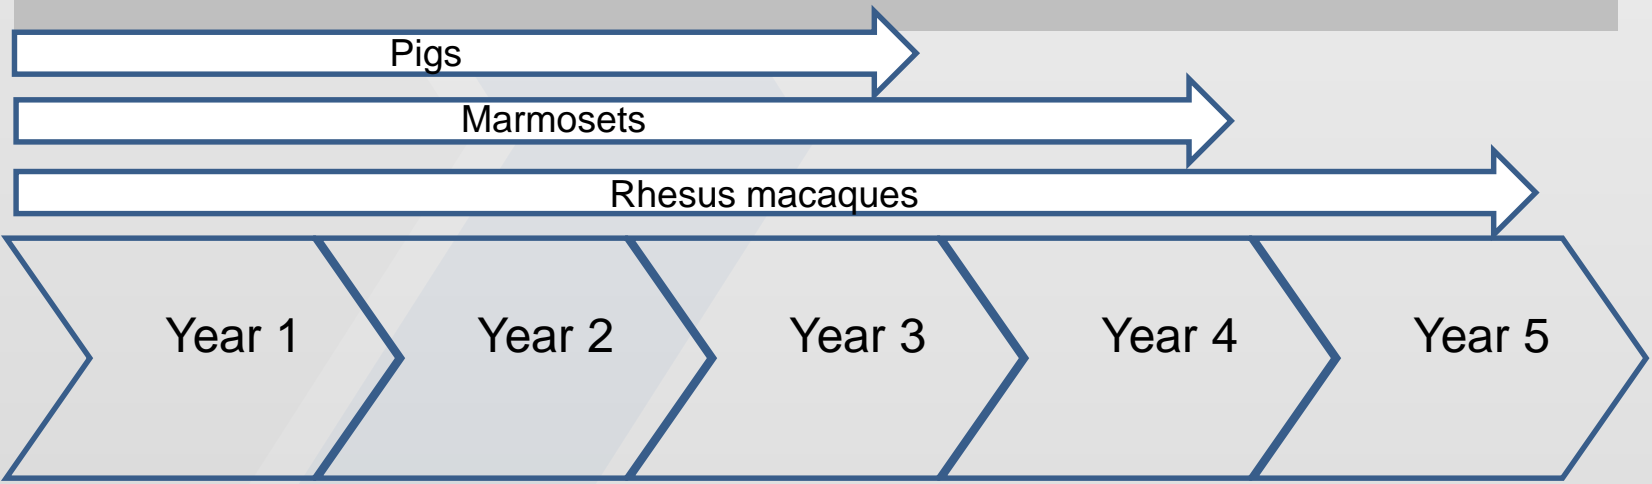 Pigs
Marmosets
Rhesus macaques
Year 1
Year 2
Year 3
Year 4
Year 5